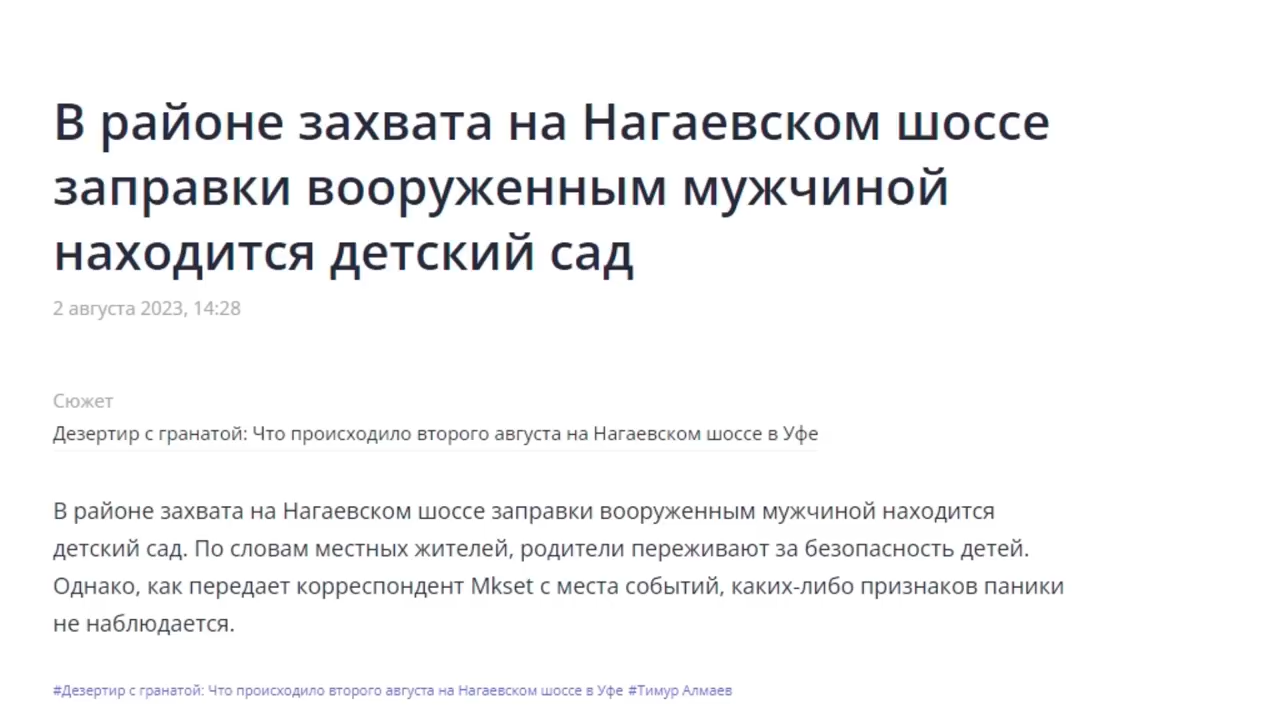 В районе захвата на Нагаевском шоссе
заправки вооруженным мужчиной
находится детский сад
2 августа 2023, 14:28
Сюжет
Дезертир с гранатой: Что происходило второго августа на Нагаевском шоссе в Уфе
В районе захвата на Нагаевском шоссе заправки вооруженным мужчиной находится
детский сад. По словам местных жителей, родители переживают за безопасность детей.
Однако, как передает корреспондент Mkset с места событий, каких-либо признаков паники
не наблюдается.
#Дезертир с гранатой: Что происходило второго августа на Нагаевском шоссе в Уфе #Тимур Алмаев